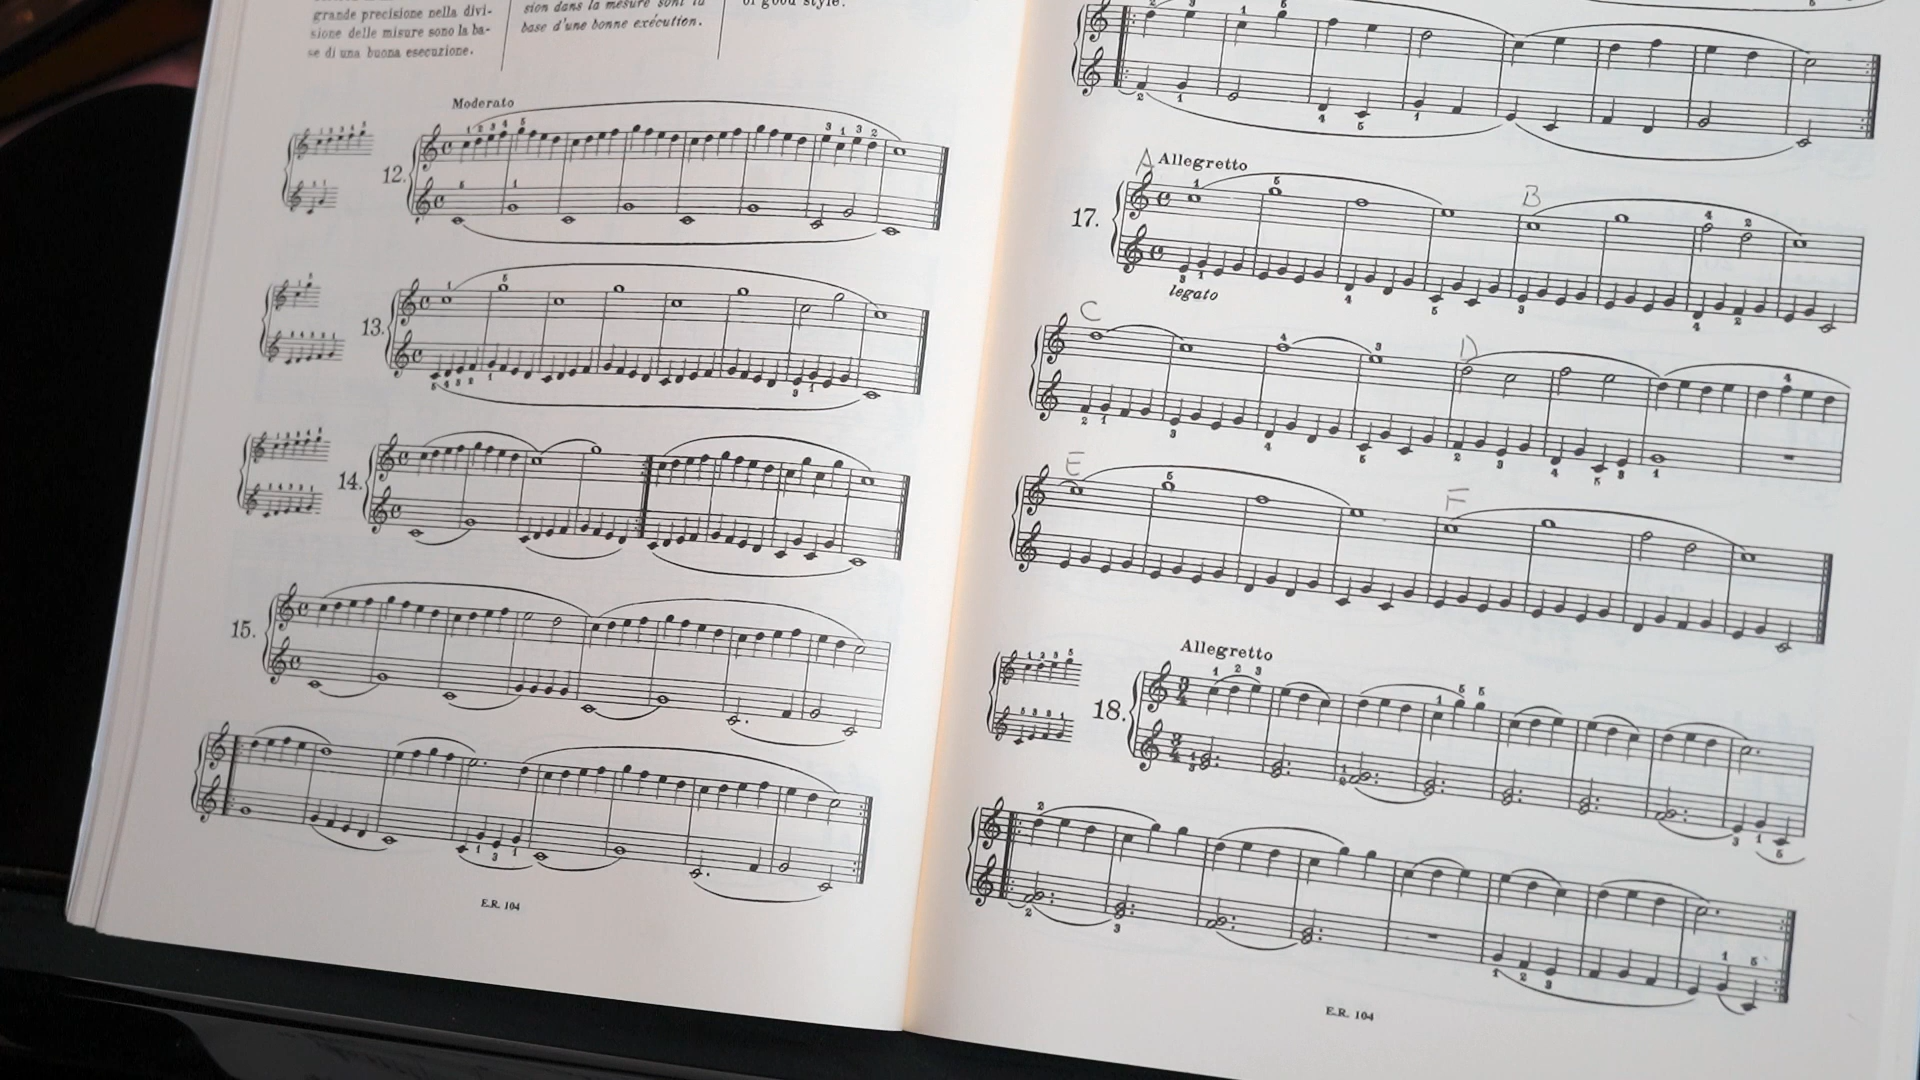 grande precisione nella divi-
sione delle misure sono la ba-
se di una buona esecuzione.
sion dans la mesure sont la
base d'une bonne exécution.
of good style.
Moderato
12.
13.
14.
15.
E.R. 104
A Allegretto
B
17.
legato
C
D
E
F
Allegretto
18.
E.R. 104